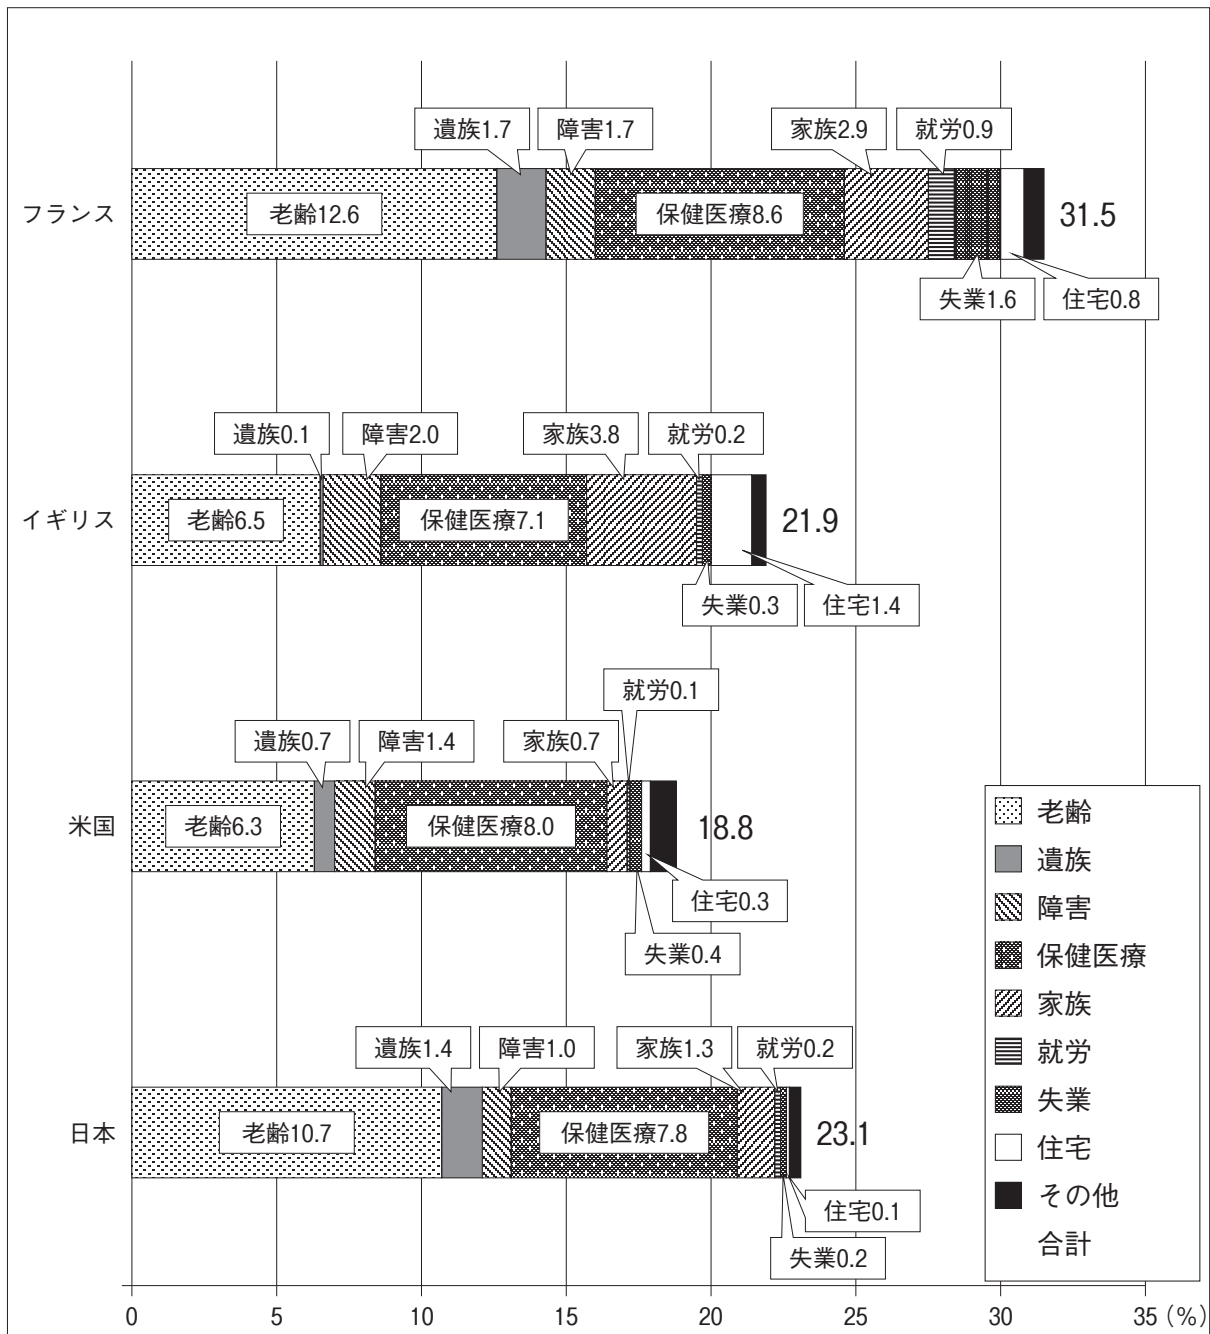 遺族1.7 障害1.7 家族2.9 就労0.9
フランス 老齢12.6 保健医療8.6 31.5
失業1.6 住宅0.8
遺族0.1 障害2.0 家族3.8 就労0.2
イギリス 老齢6.5 保健医療7.1 21.9
失業0.3 住宅1.4
就労0.1
遺族0.7 障害1.4 家族0.7
米国 老齢6.3 保健医療8.0 18.8
住宅0.3
失業0.4
遺族1.4 障害1.0 家族1.3 就労0.2
日本 老齢10.7 保健医療7.8 23.1
住宅0.1
失業0.2
老齢
遺族
障害
保健医療
家族
就労
失業
住宅
その他
合計
0 5 10 15 20 25 30 35 (%)